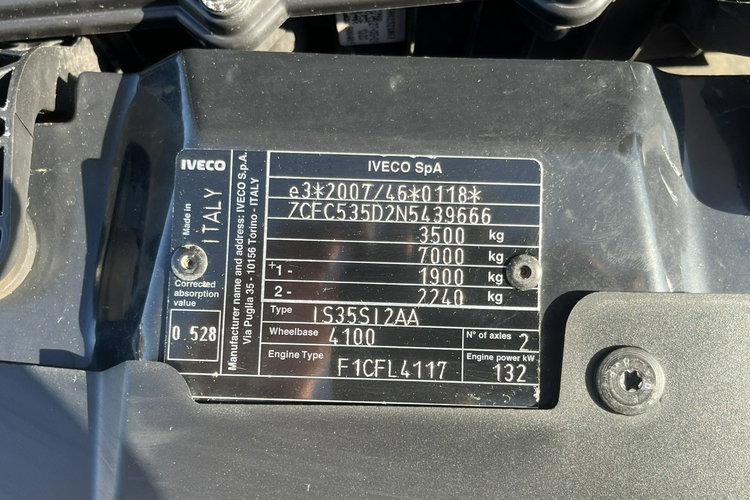 IVECO
Made in
ITALY
Corrected
absorption
value
0.528
Manufacturer name and address: IVECO S.p.A.
Via Puglia 35 - 10156 Torino - ITALY
IVECO SpA
e3*2007/46*0118*
ZCFC535D2N5439666
3500 kg
7000 kg
1 - 1900 kg
2 - 2240 kg
Type IS35SI2AA
Wheelbase 4100
N° of axles 2
Engine Type F1CFL4117
Engine power kW 132